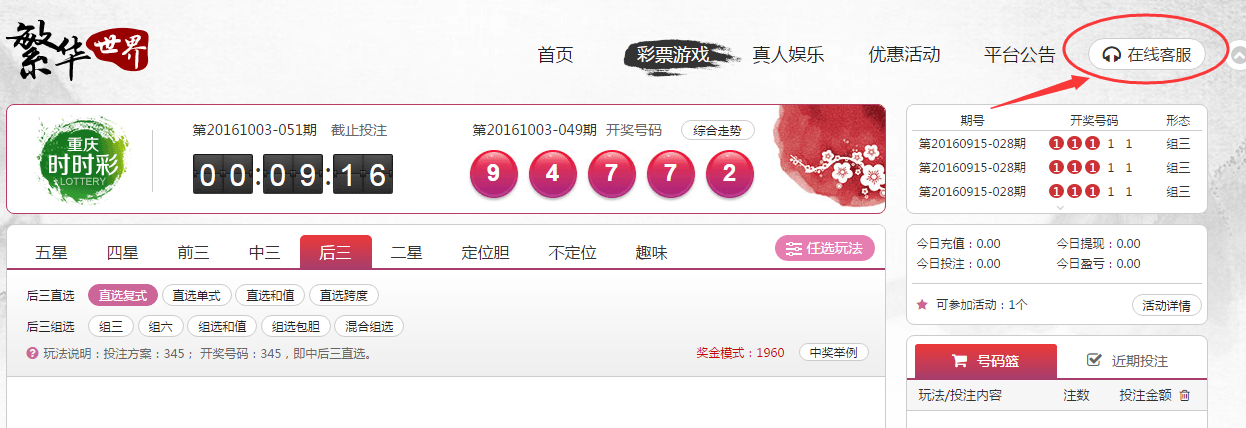 繁华世界
首页 彩票游戏 真人娱乐 优惠活动 平台公告 在线客服
重庆
时时彩
LOTTERY
第20161003-051期 截止投注
00:09:16
第20161003-049期 开奖号码 综合走势
9 4 7 7 2
期号 开奖号码 形态
第20160915-028期 1 1 1 1 1 组三
第20160915-028期 1 1 1 1 1 组三
第20160915-028期 1 1 1 1 1 组三
五星 四星 前三 中三 后三 二星 定位胆 不定位 趣味 任选玩法
后三直选 直选复式 直选单式 直选和值 直选跨度
后三组选 组三 组六 组选和值 组选包胆 混合组选
玩法说明：投注方案：345； 开奖号码：345，即中后三直选。 奖金模式：1960 中奖举例
今日充值：0.00 今日提现：0.00
今日投注：0.00 今日盈亏：0.00
可参加活动：1个 活动详情
号码篮 近期投注
玩法/投注内容 注数 投注金额